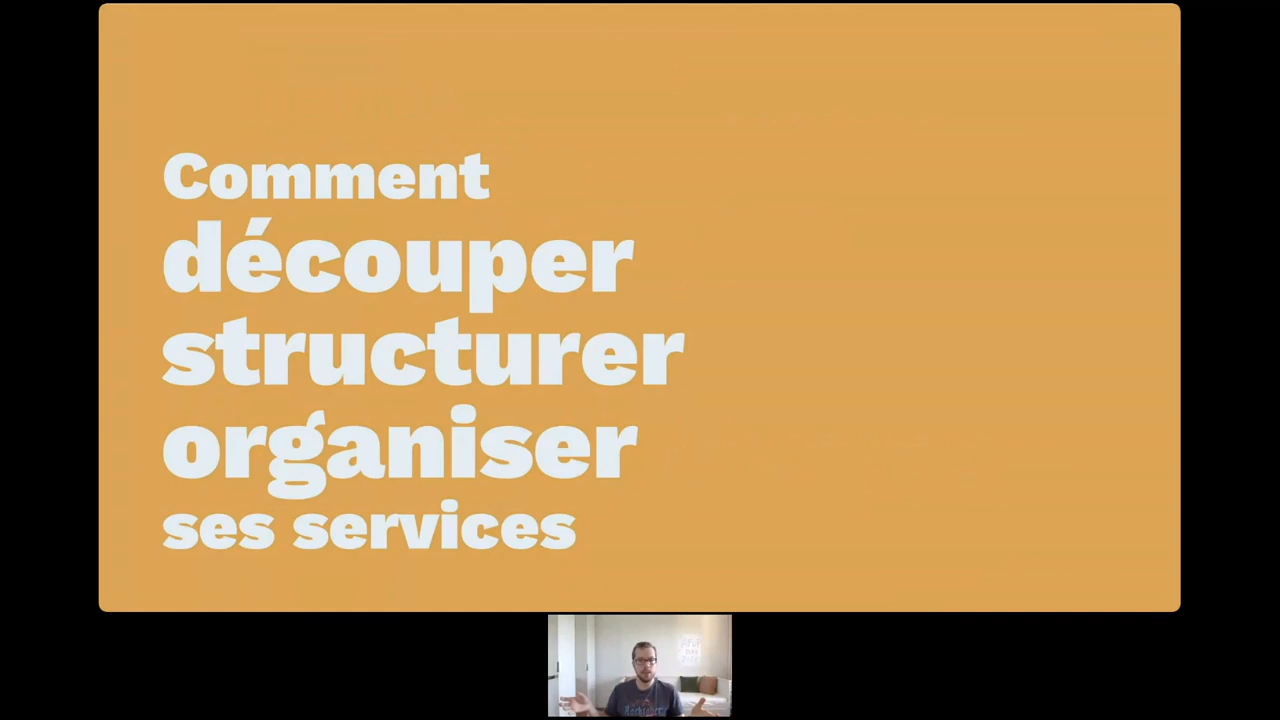 Comment
découper
structurer
organiser
ses services